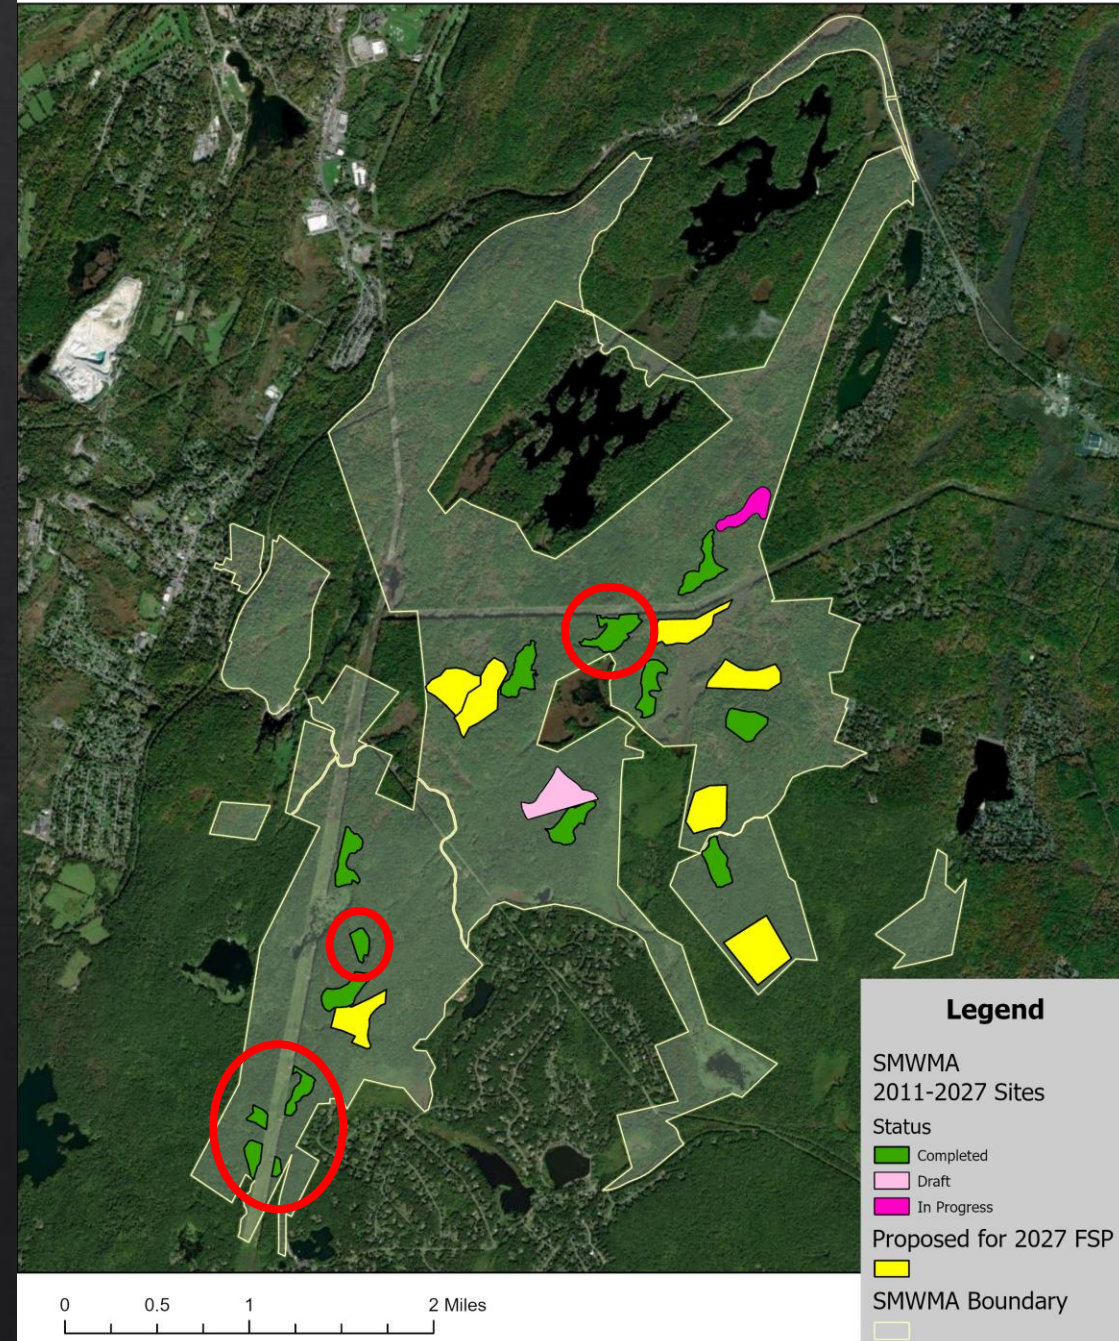 Legend
SMWMA
2011-2027 Sites
Status
Completed
Draft
In Progress
Proposed for 2027 FSP
SMWMA Boundary
0 0.5 1 2 Miles